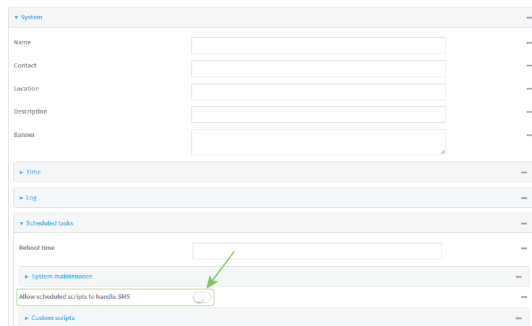 System
Name
Contact
Location
Description
Banner
Time
Log
Scheduled tasks
Reboot time
System maintenance
Allow scheduled scripts to handle SMS
Custom scripts